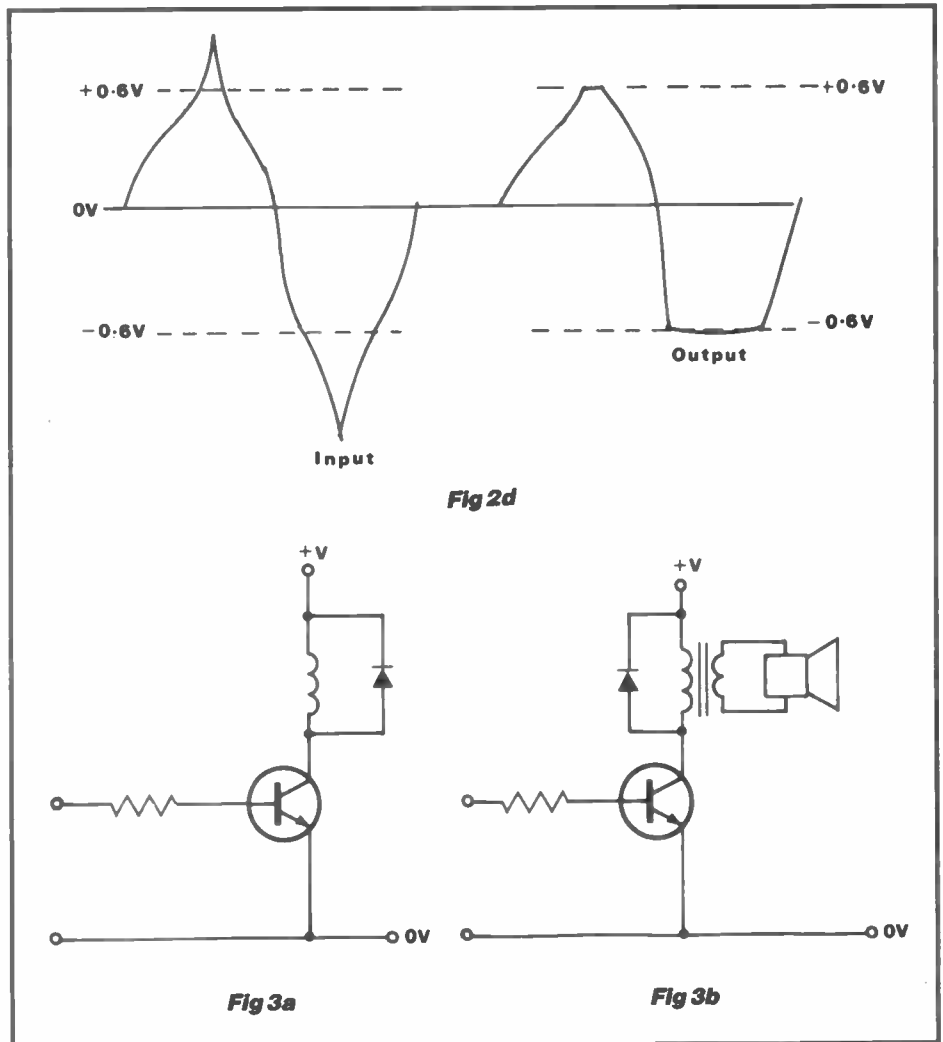 +0·6V
+0·6V
0V
-0·6V
-0·6V
Output
Input
Fig 2d
+V
+V
0V
0V
Fig 3a
Fig 3b